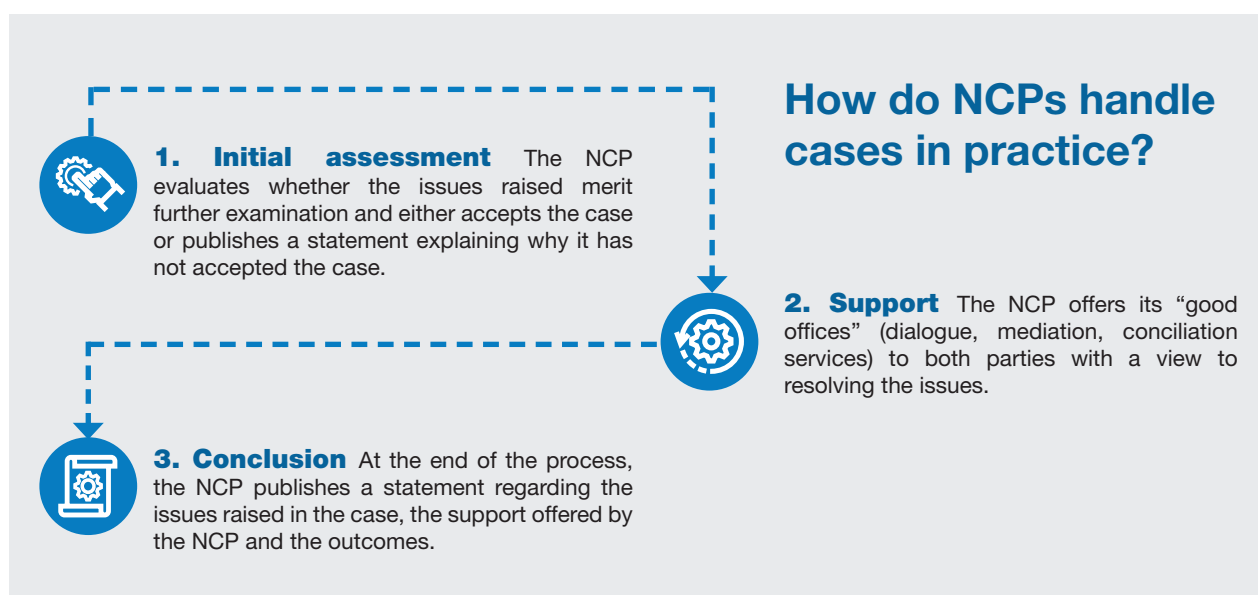 How do NCPs handle
cases in practice?
1. Initial assessment The NCP
evaluates whether the issues raised merit
further examination and either accepts the case
or publishes a statement explaining why it has
not accepted the case.
2. Support The NCP offers its “good
offices” (dialogue, mediation, conciliation
services) to both parties with a view to
resolving the issues.
3. Conclusion At the end of the process,
the NCP publishes a statement regarding the
issues raised in the case, the support offered by
the NCP and the outcomes.